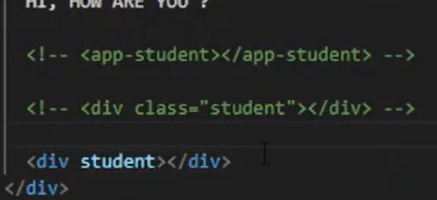 HI, HOW ARE YOU ?
<!-- <app-student></app-student> -->
<!-- <div class="student"></div> -->
<div student></div>
</div>